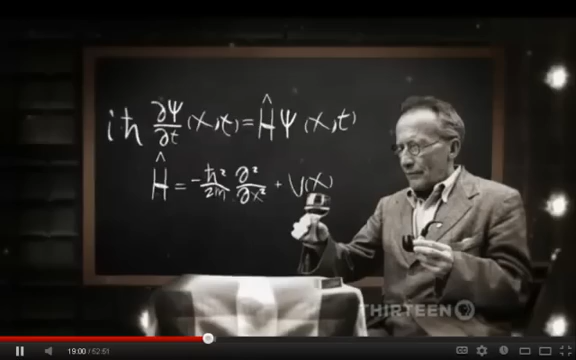 iħ ∂Ψ/∂t (x,t) = Ĥ Ψ (x,t)
Ĥ = -ħ²/2m ∂²/∂x² + V(x)
THIRTEEN
19:00 / 52:51